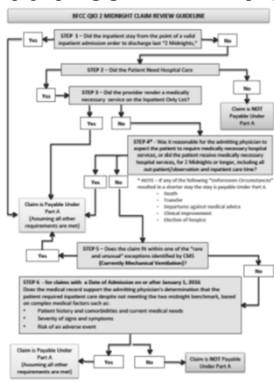 BFCC QIO 2 MIDNIGHT CLAIM REVIEW GUIDELINE
STEP 1 - Did the inpatient stay from the point of a valid
inpatient admission order to discharge last "2 Midnights,"
Yes
No
STEP 2 - Did the Patient Need Hospital Care
Yes
No
STEP 3 - Did the provider render a medically
necessary service on the Inpatient Only List?
Claim is NOT
Payable Under
Part A
Yes
No
STEP 4* - Was it reasonable for the admitting physician to
expect the patient to require medically necessary hospital
services, or did the patient receive medically necessary
hospital services, for 2 Midnights or longer, including all
out-patient/observation and inpatient care time?
Yes
No
* NOTE - If any of the following "Unforeseen Circumstances"
resulted in a shorter stay the stay is payable Under Part A
- Death
- Transfer
- Departures against medical advice
- Clinical improvement
- Election of hospice
Claim is Payable Under
Part A
(Assuming all other
requirements are met)
STEP 5 - Does the claim fit within one of the "rare
and unusual" exceptions identified by CMS
(Currently Mechanical Ventilation)?
Yes
No
STEP 6 - for claims with a Date of Admission on or after January 1, 2016
Does the medical record support the admitting physician's determination that the
patient required inpatient care despite not meeting the two midnight benchmark, based
on complex medical factors such as:
• Patient history and comorbidities and current medical needs
• Severity of signs and symptoms
• Risk of an adverse event
Claim is Payable Under
Part A
(Assuming all other
requirements are met)
Yes
No
Claim is NOT Payable
Under Part A